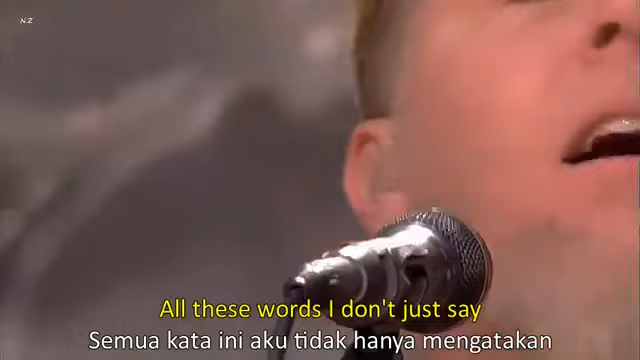 N.Z
All these words I don't just say
Semua kata ini aku tidak hanya mengatakan